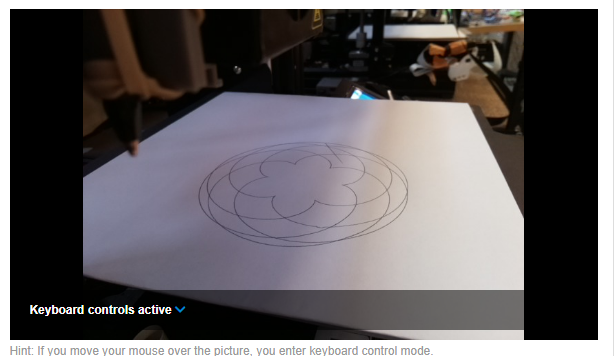 Keyboard controls active
Hint: If you move your mouse over the picture, you enter keyboard control mode.